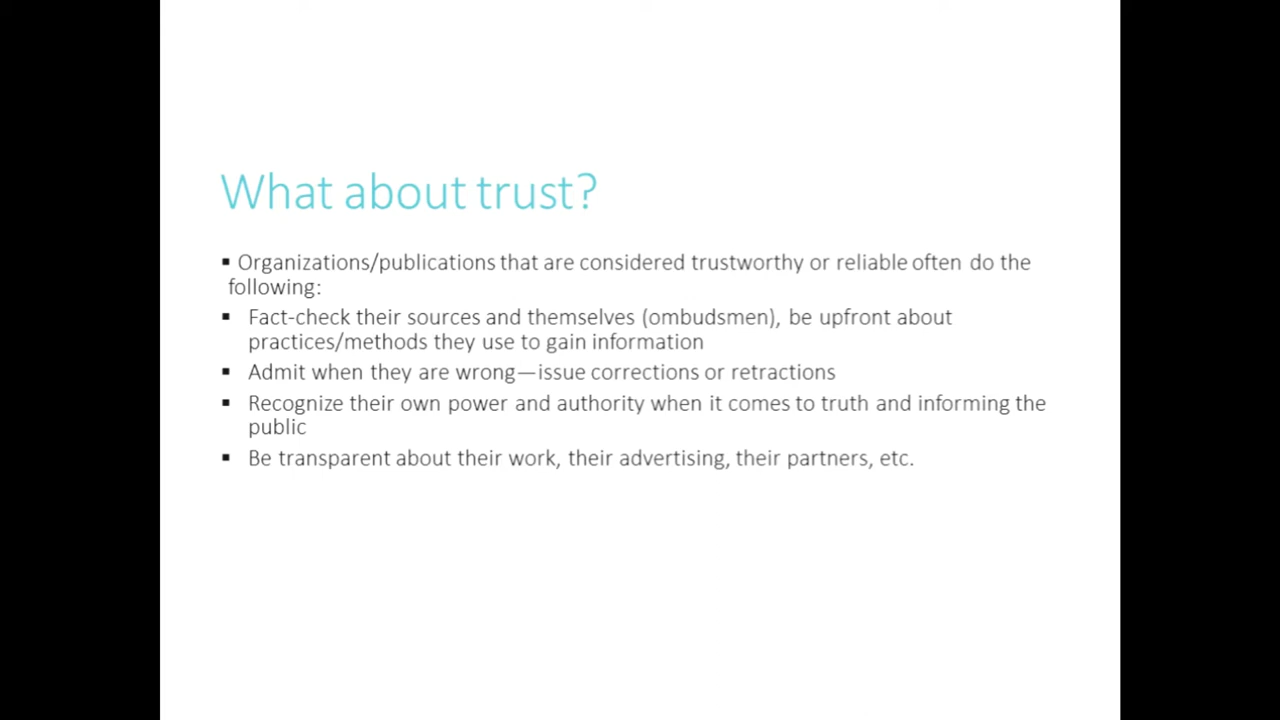 What about trust?
▪ Organizations/publications that are considered trustworthy or reliable often do the
following:
▪ Fact-check their sources and themselves (ombudsmen), be upfront about
practices/methods they use to gain information
▪ Admit when they are wrong—issue corrections or retractions
▪ Recognize their own power and authority when it comes to truth and informing the
public
▪ Be transparent about their work, their advertising, their partners, etc.